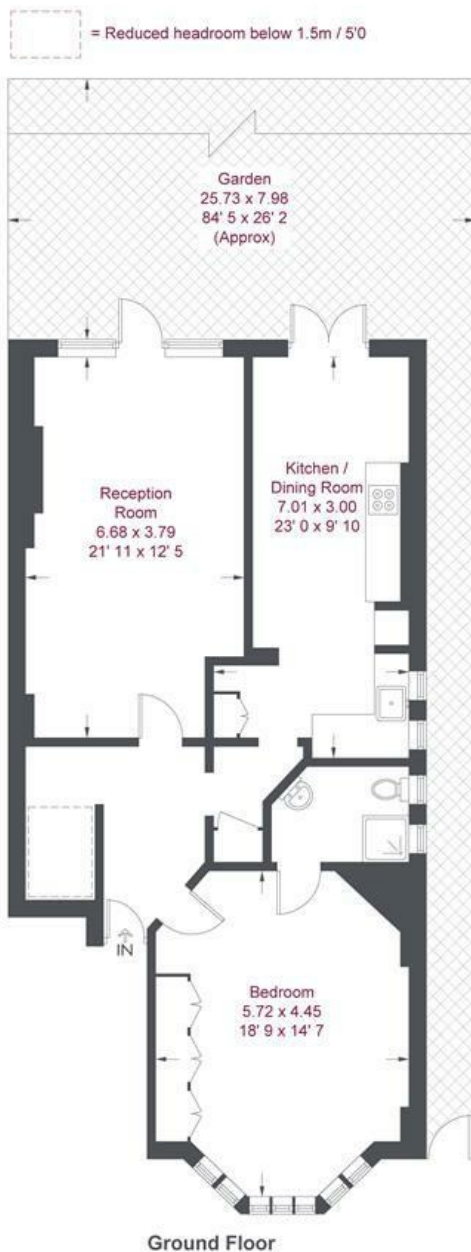 = Reduced headroom below 1.5m / 5'0
Garden
25.73 x 7.98
84' 5 x 26' 2
(Approx)
Reception
Room
6.68 x 3.79
21' 11 x 12' 5
Kitchen /
Dining Room
7.01 x 3.00
23' 0 x 9' 10
IN
Bedroom
5.72 x 4.45
18' 9 x 14' 7
Ground Floor